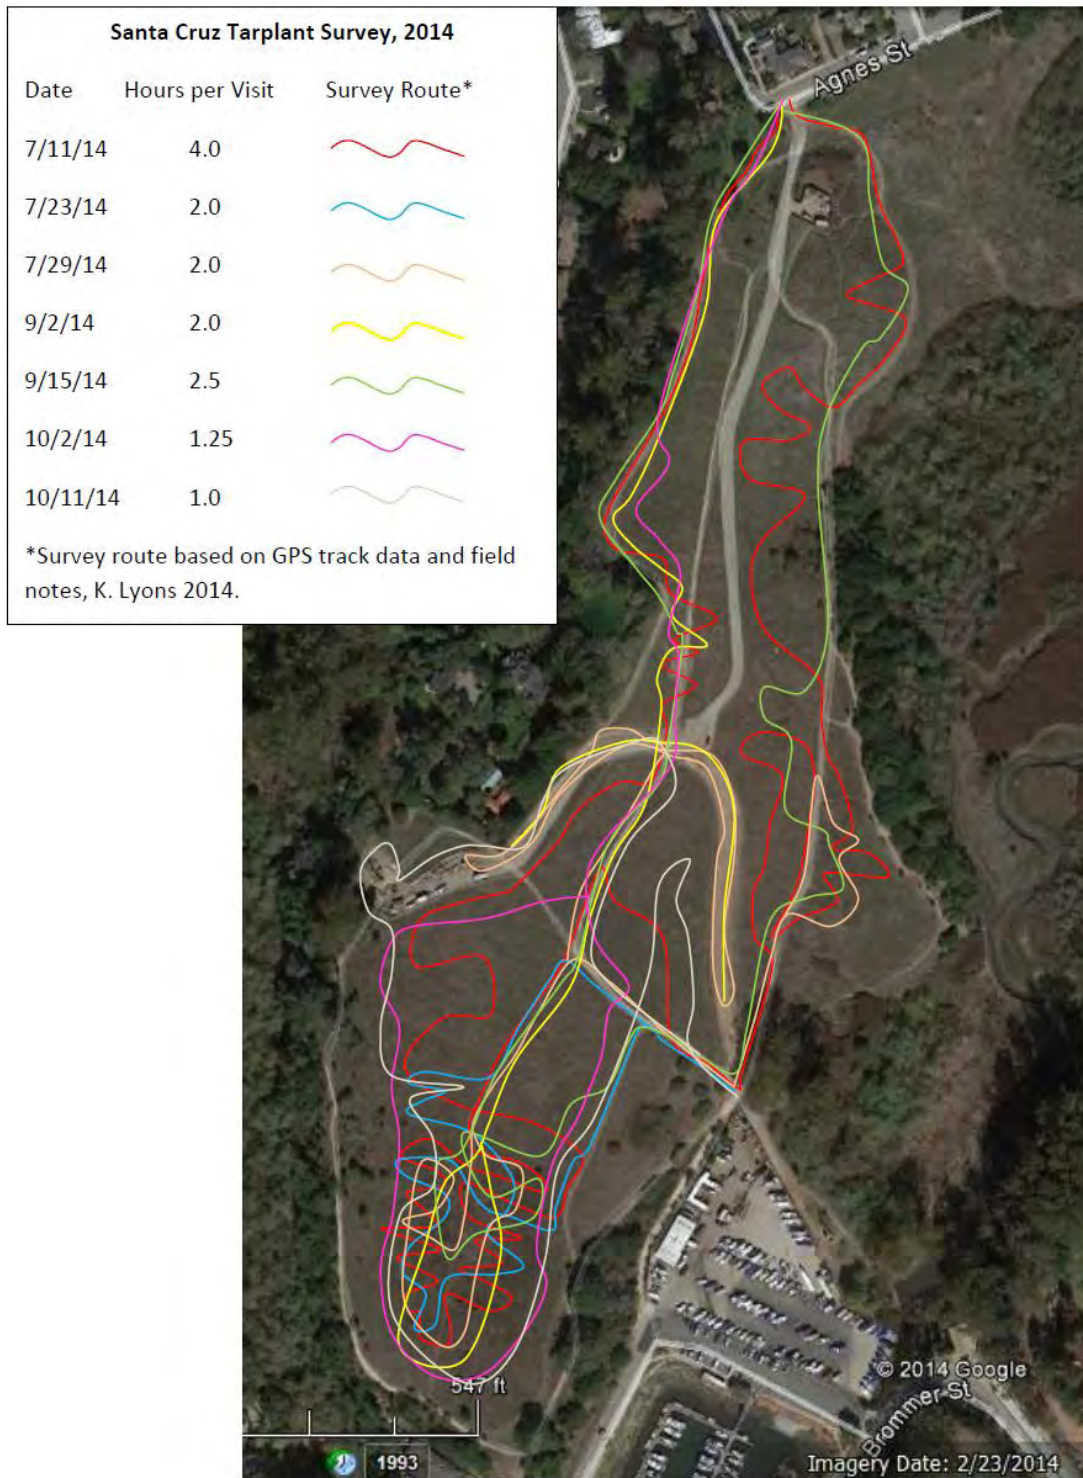 Santa Cruz Tarplant Survey, 2014
Date Hours per Visit Survey Route*
7/11/14 4.0
7/23/14 2.0
7/29/14 2.0
9/2/14 2.0
9/15/14 2.5
10/2/14 1.25
10/11/14 1.0
*Survey route based on GPS track data and field
notes, K. Lyons 2014.
Agnes St
547 ft
© 2014 Google
Brommer St
1993
Imagery Date: 2/23/2014